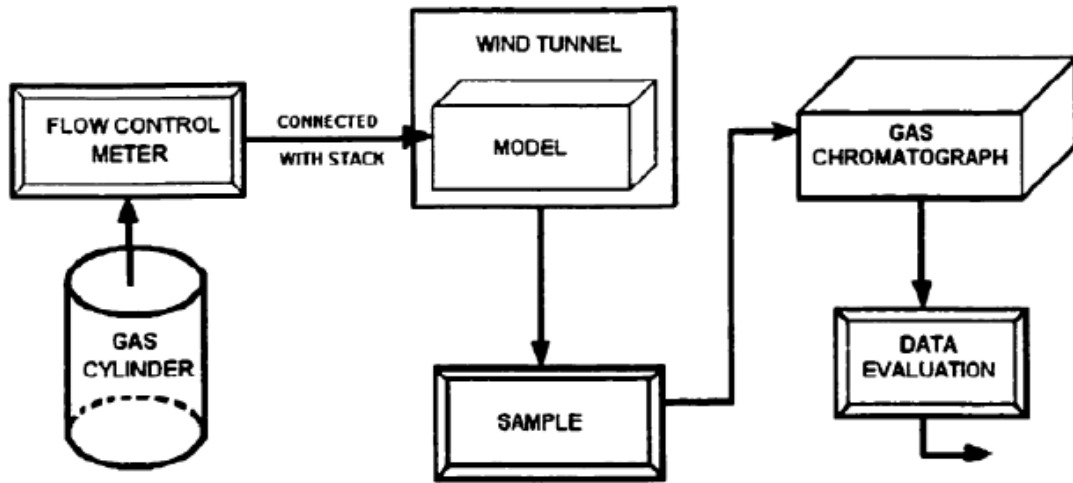 WIND TUNNEL
MODEL
FLOW CONTROL
METER
CONNECTED
WITH STACK
GAS
CHROMATOGRAPH
GAS
CYLINDER
SAMPLE
DATA
EVALUATION